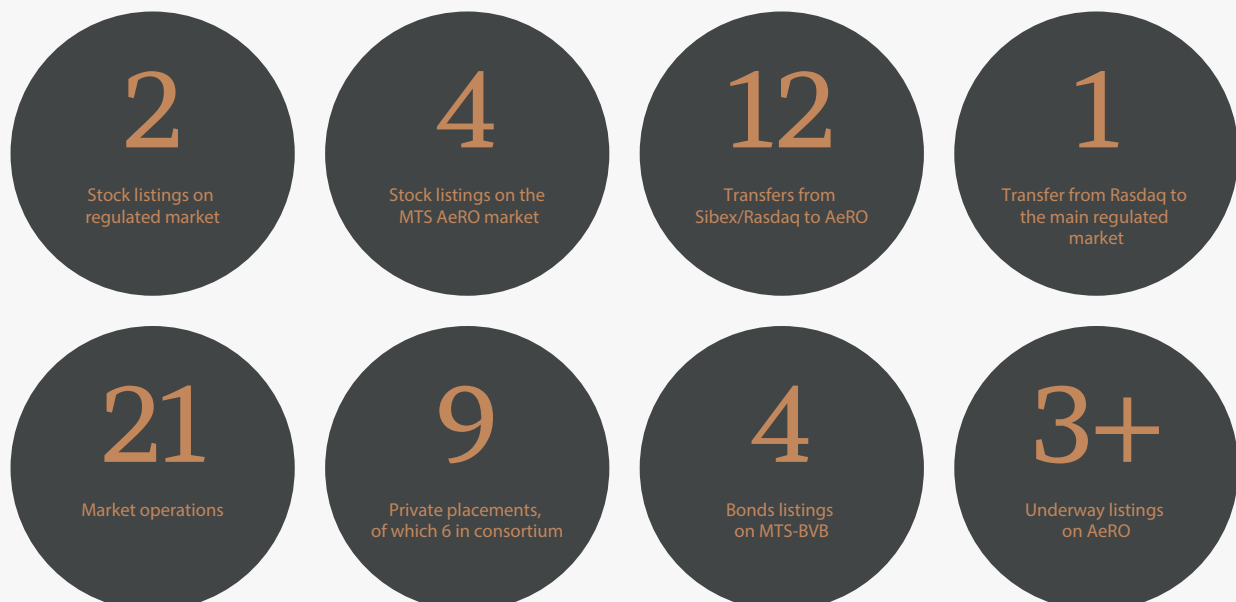 2
Stock listings on
regulated market
4
Stock listings on the
MTS AeRO market
12
Transfers from
Sibex/Rasdaq to AeRO
1
Transfer from Rasdaq to
the main regulated
market
21
Market operations
9
Private placements,
of which 6 in consortium
4
Bonds listings
on MTS-BVB
3+
Underway listings
on AeRO